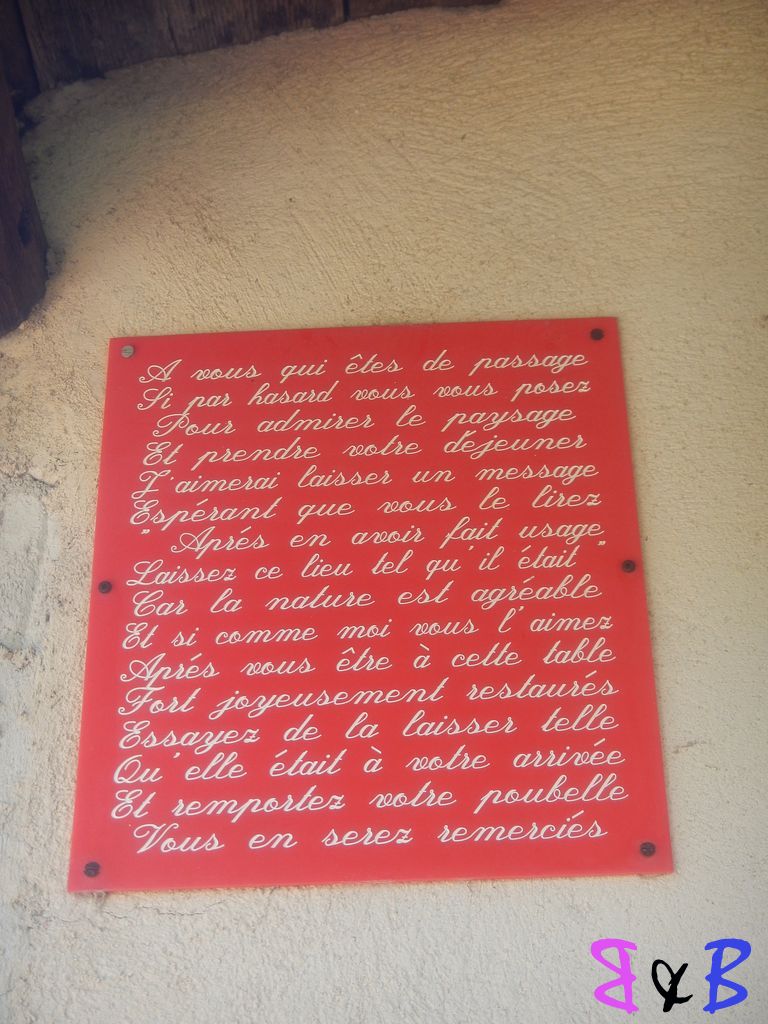 A vous qui êtes de passage
Si par hasard vous vous posez
Pour admirer le paysage
Et prendre votre déjeuner
J'aimerai laisser un message
Espérant que vous le lirez
" Aprés en avoir fait usage
Laissez ce lieu tel qu'il était "
Car la nature est agréable
Et si comme moi vous l'aimez
Aprés vous être à cette table
Fort joyeusement restaurés
Essayez de la laisser telle
Qu'elle était à votre arrivée
Et remportez votre poubelle
Vous en serez remerciés
B & B